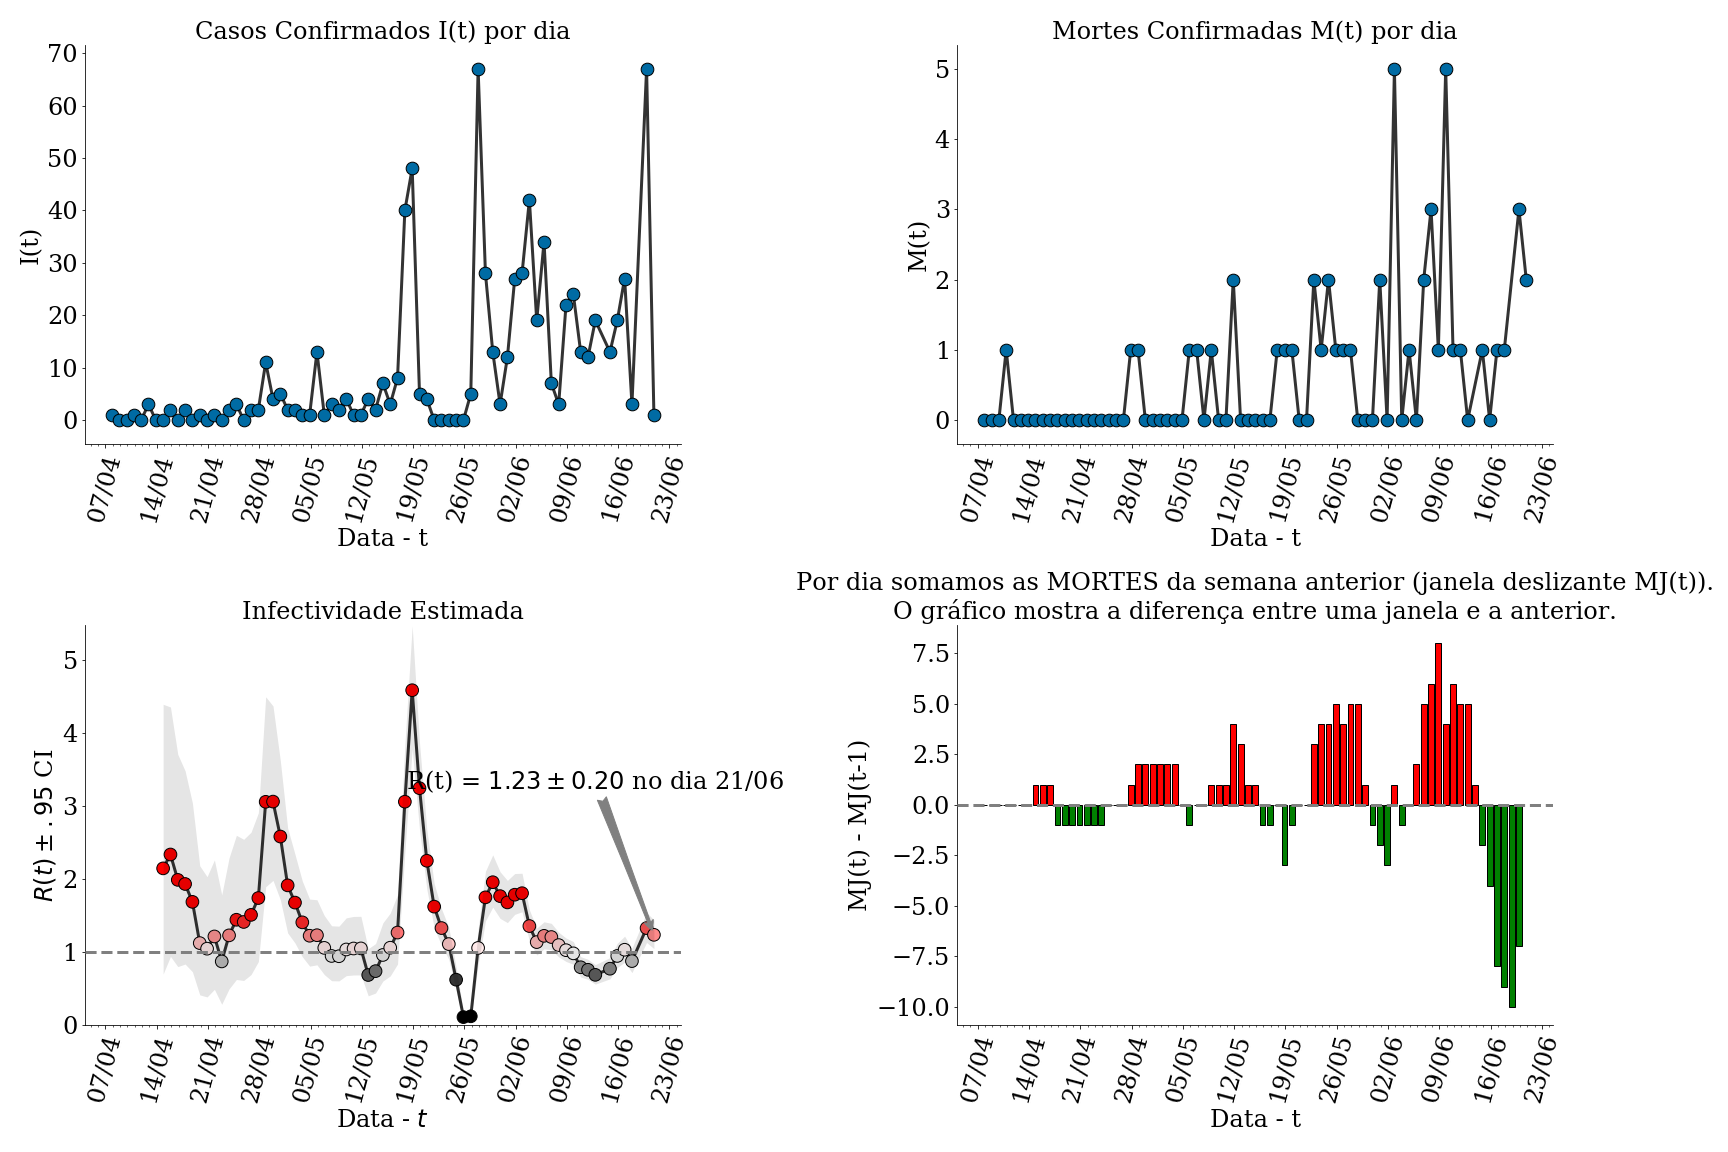 Casos Confirmados I(t) por dia
I(t)
70
60
50
40
30
20
10
0
07/04 14/04 21/04 28/04 05/05 12/05 19/05 26/05 02/06 09/06 16/06 23/06
Data - t
Mortes Confirmadas M(t) por dia
M(t)
5
4
3
2
1
0
07/04 14/04 21/04 28/04 05/05 12/05 19/05 26/05 02/06 09/06 16/06 23/06
Data - t
Infectividade Estimada
R(t) ± .95 CI
5
4
3
2
1
0
R(t) = 1.23 ± 0.20 no dia 21/06
07/04 14/04 21/04 28/04 05/05 12/05 19/05 26/05 02/06 09/06 16/06 23/06
Data - t
Por dia somamos as MORTES da semana anterior (janela deslizante MJ(t)).
O gráfico mostra a diferença entre uma janela e a anterior.
MJ(t) - MJ(t-1)
7.5
5.0
2.5
0.0
−2.5
−5.0
−7.5
−10.0
07/04 14/04 21/04 28/04 05/05 12/05 19/05 26/05 02/06 09/06 16/06 23/06
Data - t